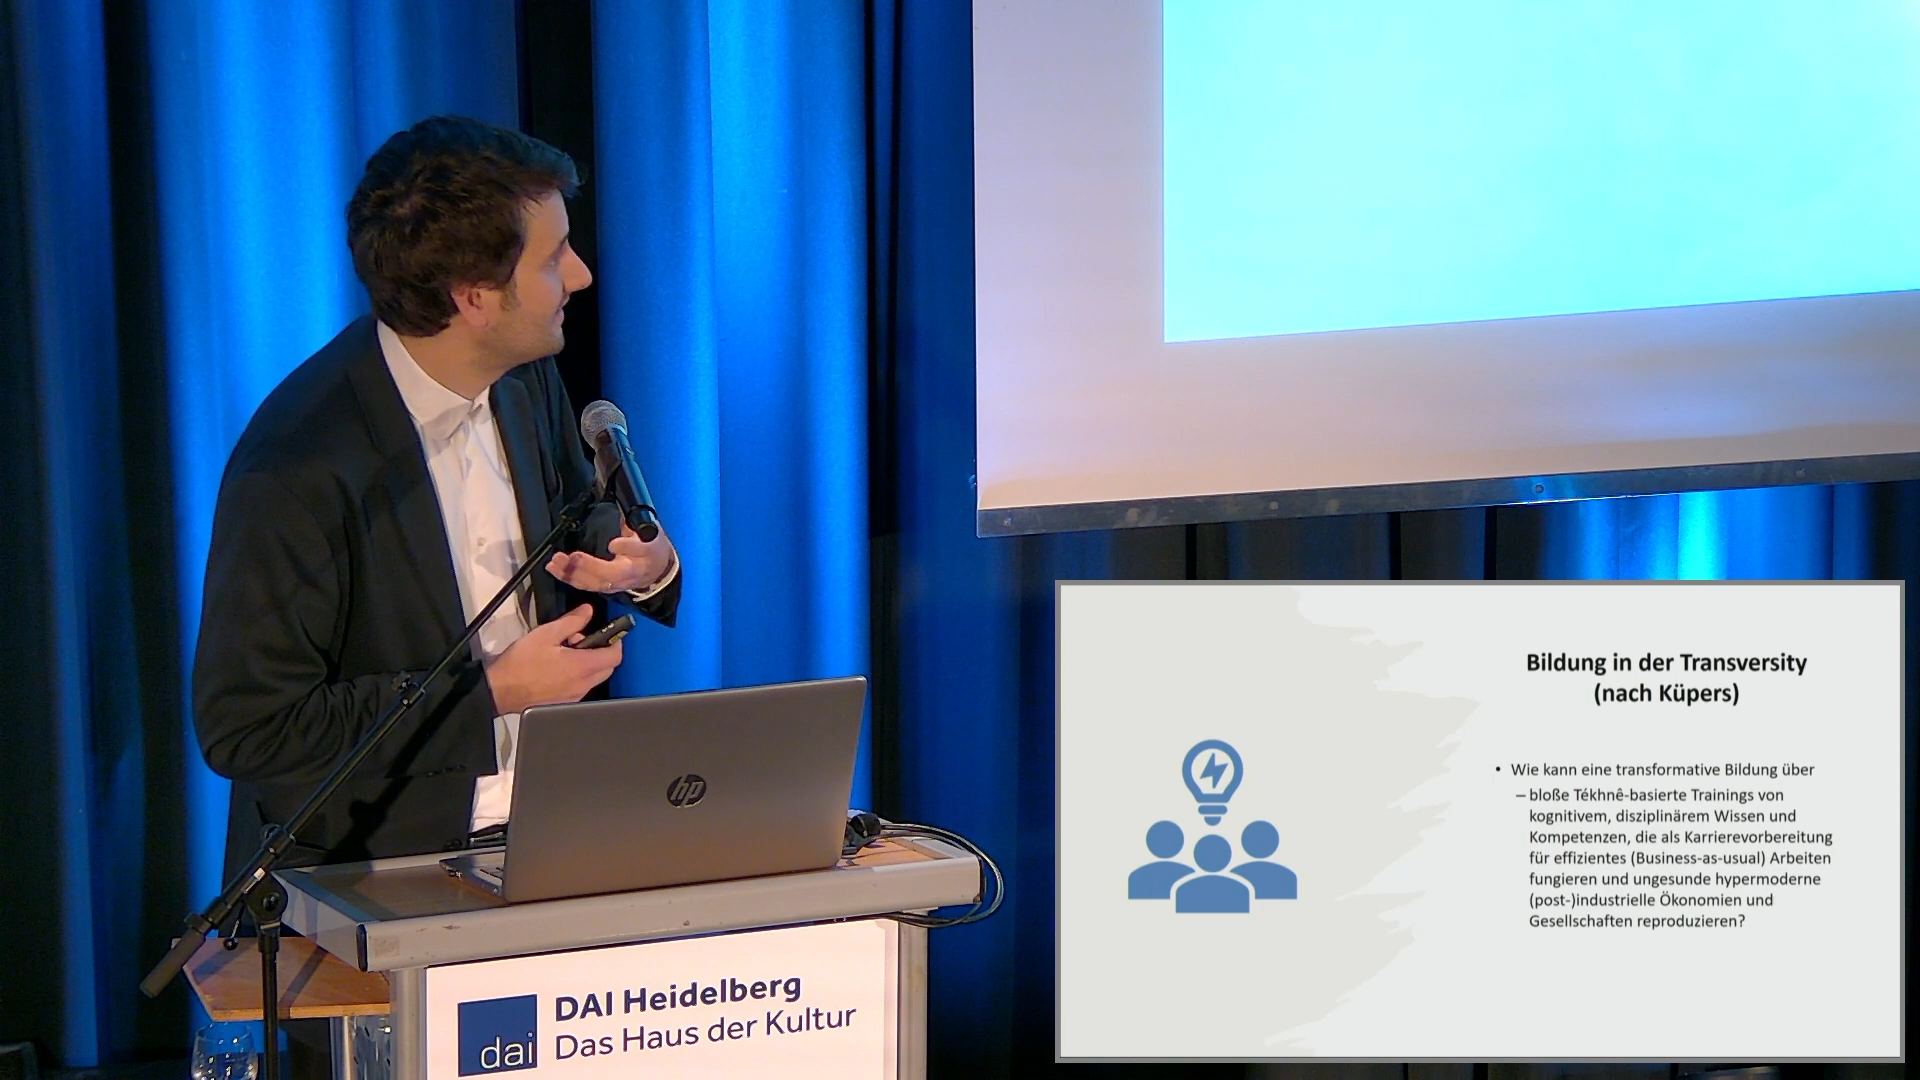 hp
dai
DAI Heidelberg
Das Haus der Kultur
Bildung in der Transversity
(nach Küpers)
• Wie kann eine transformative Bildung über
– bloße Tékhnê-basierte Trainings von
kognitivem, disziplinärem Wissen und
Kompetenzen, die als Karrierevorbereitung
für effizientes (Business-as-usual) Arbeiten
fungieren und ungesunde hypermoderne
(post-)industrielle Ökonomien und
Gesellschaften reproduzieren?